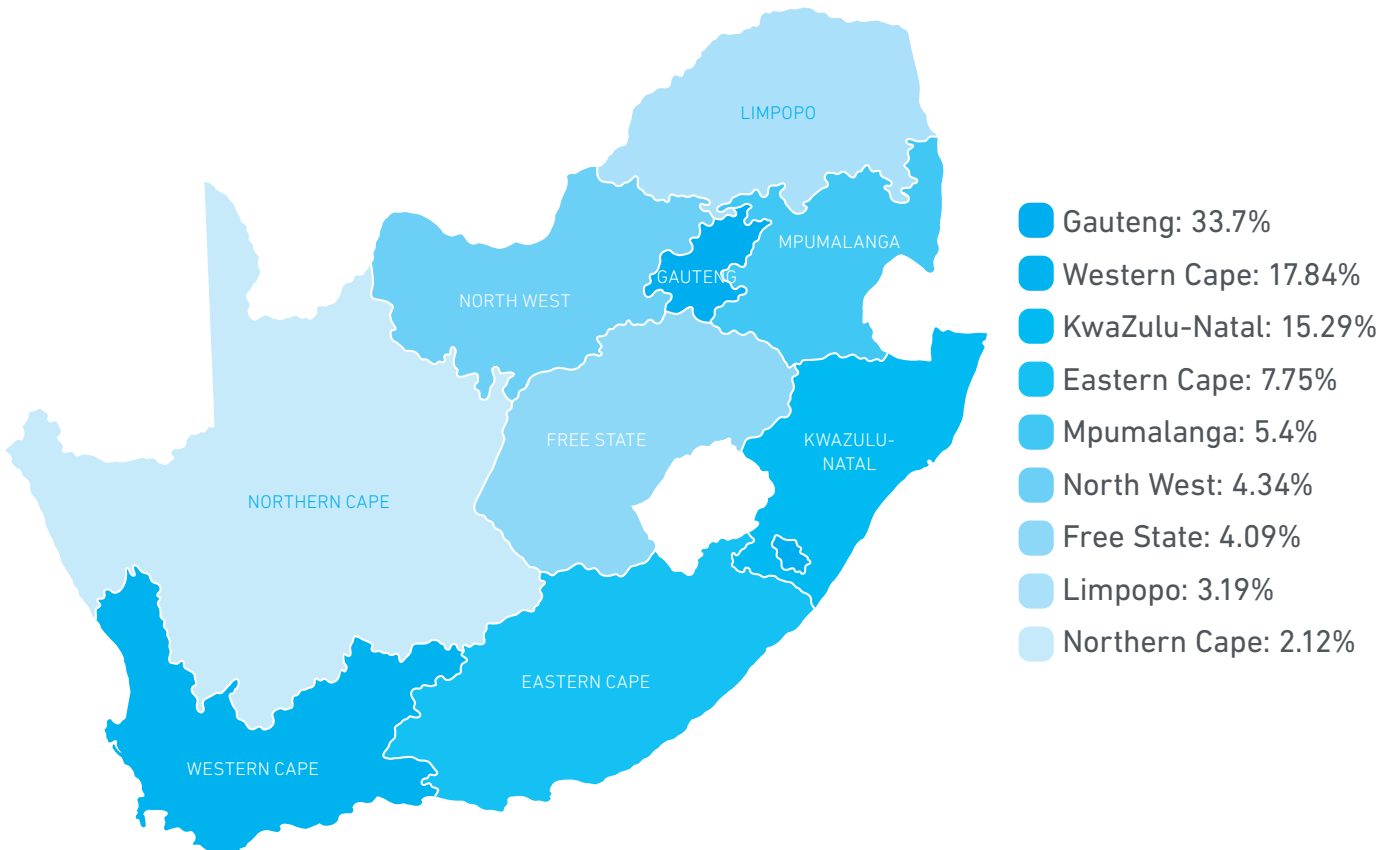 LIMPOPO
MPUMALANGA
GAUTENG
NORTH WEST
FREE STATE
KWAZULU-
NATAL
NORTHERN CAPE
EASTERN CAPE
WESTERN CAPE
Gauteng: 33.7%
Western Cape: 17.84%
KwaZulu-Natal: 15.29%
Eastern Cape: 7.75%
Mpumalanga: 5.4%
North West: 4.34%
Free State: 4.09%
Limpopo: 3.19%
Northern Cape: 2.12%